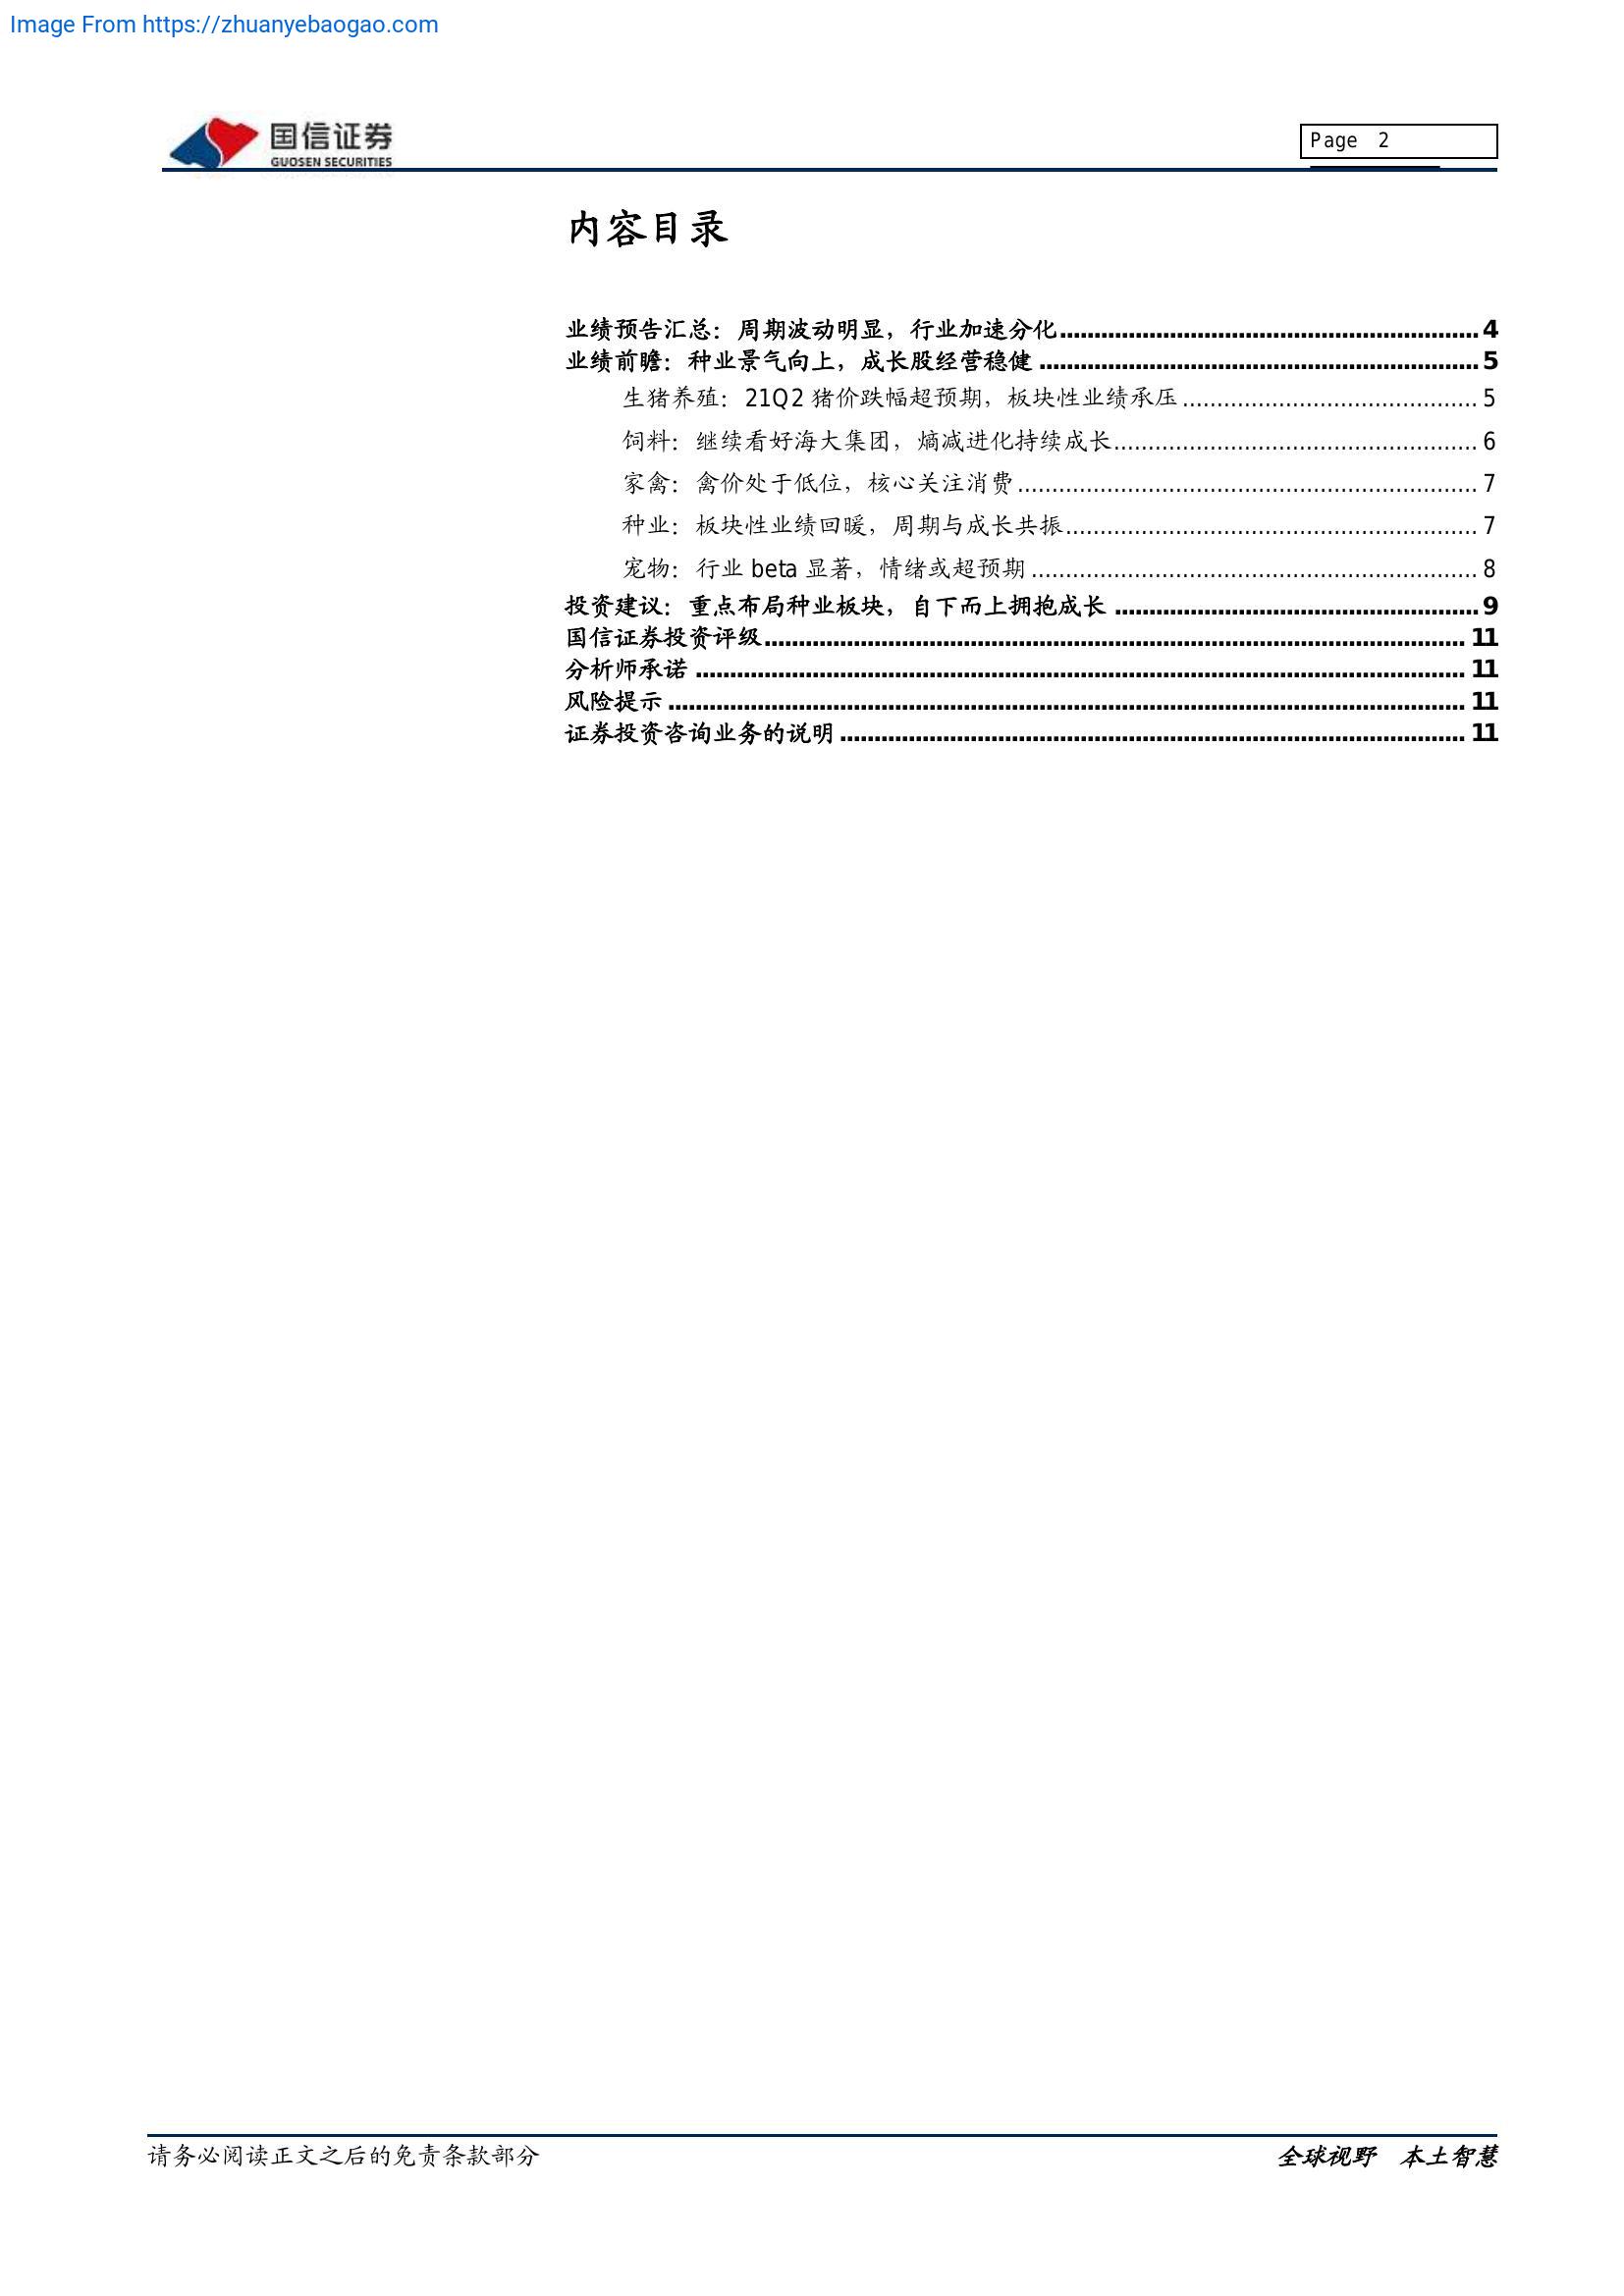 Image From https://zhuanyebaogao.com
国信证券
GUOSEN SECURITIES
Page 2
内容目录
业绩预告汇总：周期波动明显，行业加速分化............................................................. 4
业绩前瞻：种业景气向上，成长股经营稳健 ................................................................ 5
生猪养殖：21Q2 猪价跌幅超预期，板块性业绩承压 ........................................... 5
饲料：继续看好海大集团，熵减进化持续成长..................................................... 6
家禽：禽价处于低位，核心关注消费................................................................... 7
种业：板块性业绩回暖，周期与成长共振............................................................ 7
宠物：行业 beta 显著，情绪或超预期 ................................................................. 8
投资建议：重点布局种业板块，自下而上拥抱成长 ..................................................... 9
国信证券投资评级...................................................................................................... 11
分析师承诺 ................................................................................................................ 11
风险提示 .................................................................................................................... 11
证券投资咨询业务的说明 ........................................................................................... 11
请务必阅读正文之后的免责条款部分
全球视野 本土智慧